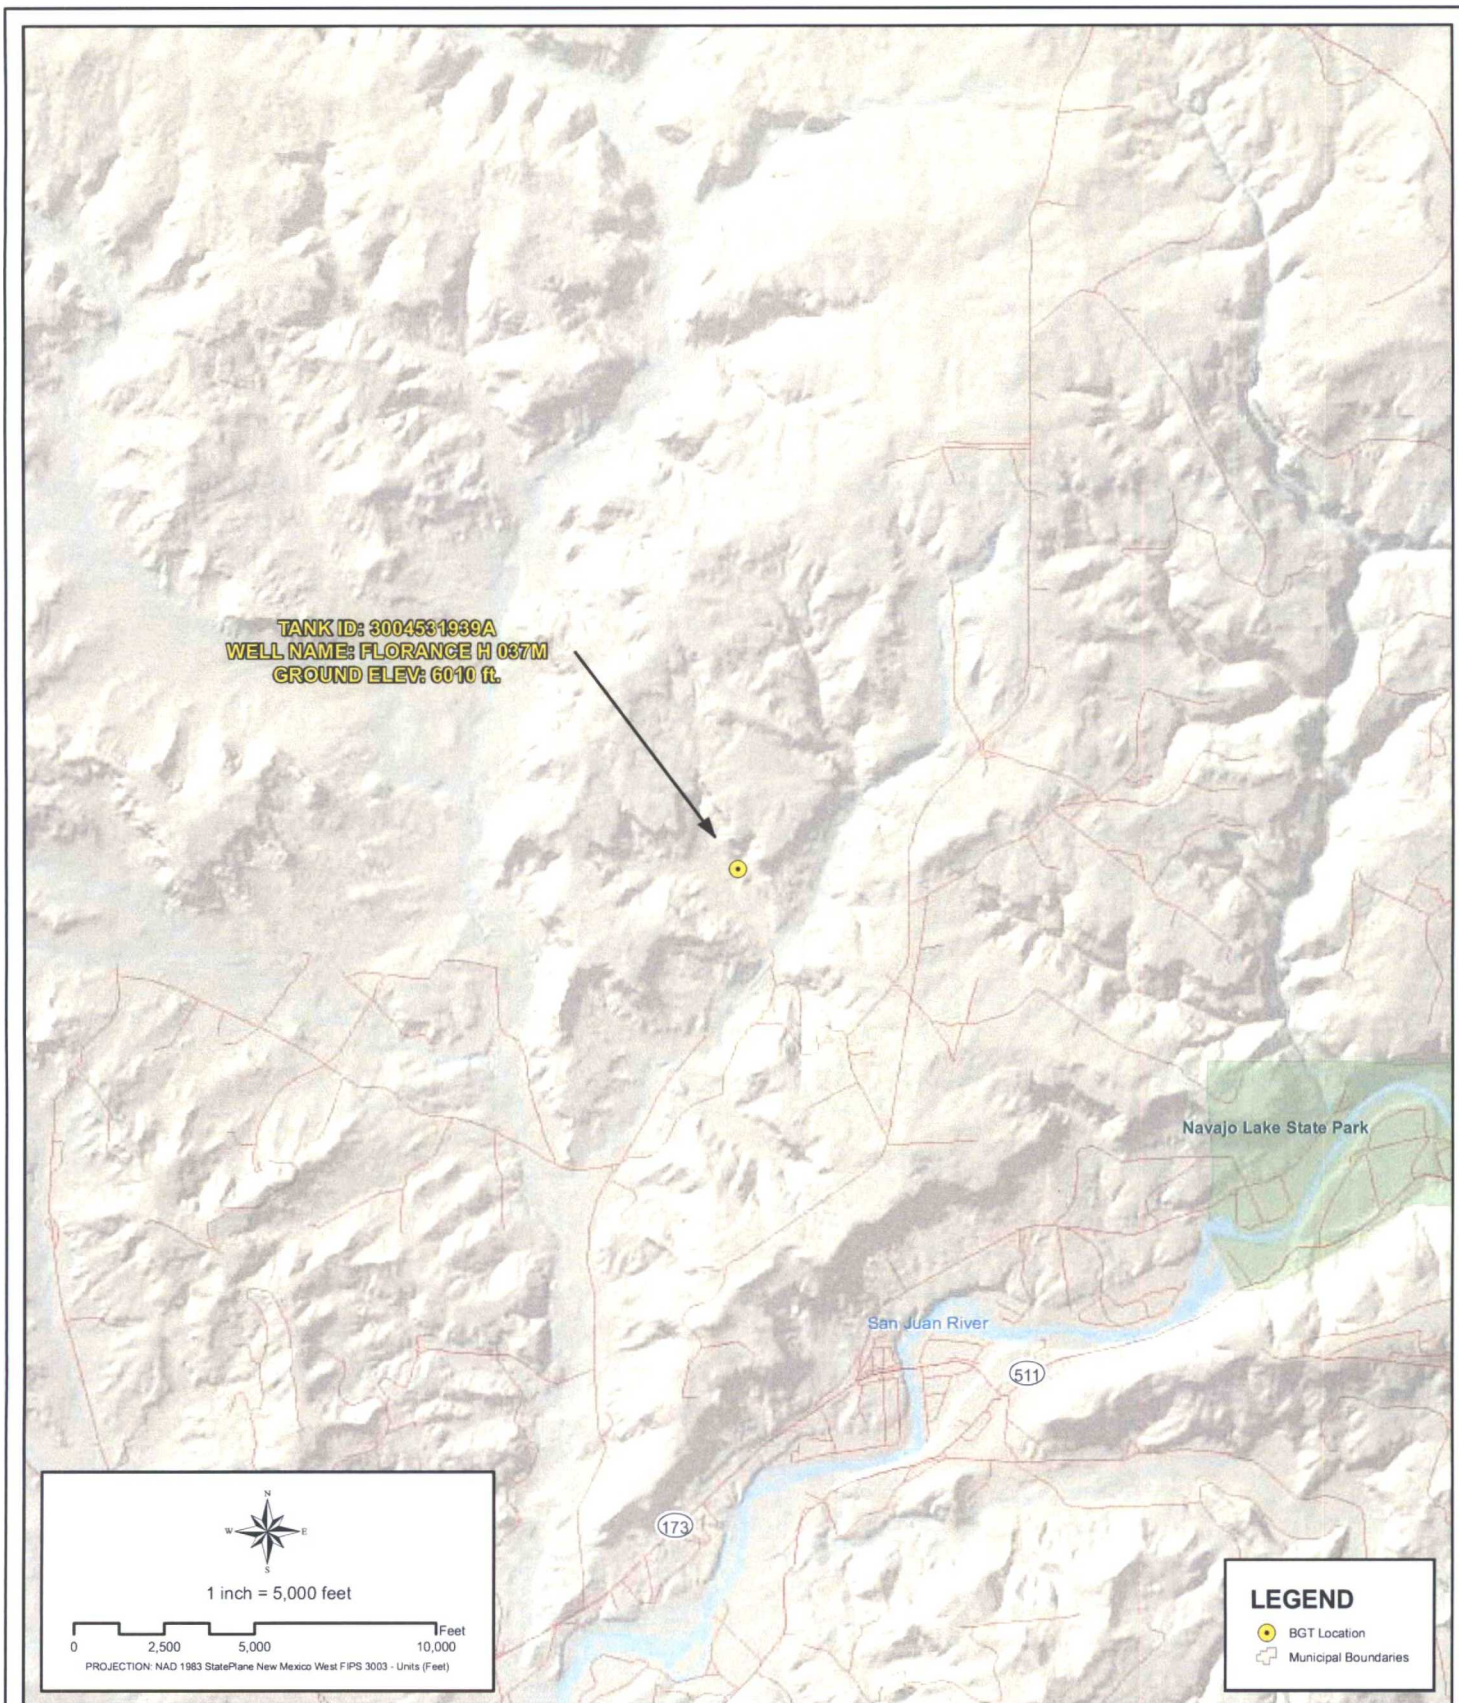 TANK ID: 3004531939A
WELL NAME: FLORANCE H 037M
GROUND ELEV: 6010 ft.
Navajo Lake State Park
San Juan River
511
173
N
W E
S
1 inch = 5,000 feet
Feet
0 2,500 5,000 10,000
PROJECTION: NAD 1983 StatePlane New Mexico West FIPS 3003 - Units (Feet)
LEGEND
BGT Location
Municipal Boundaries